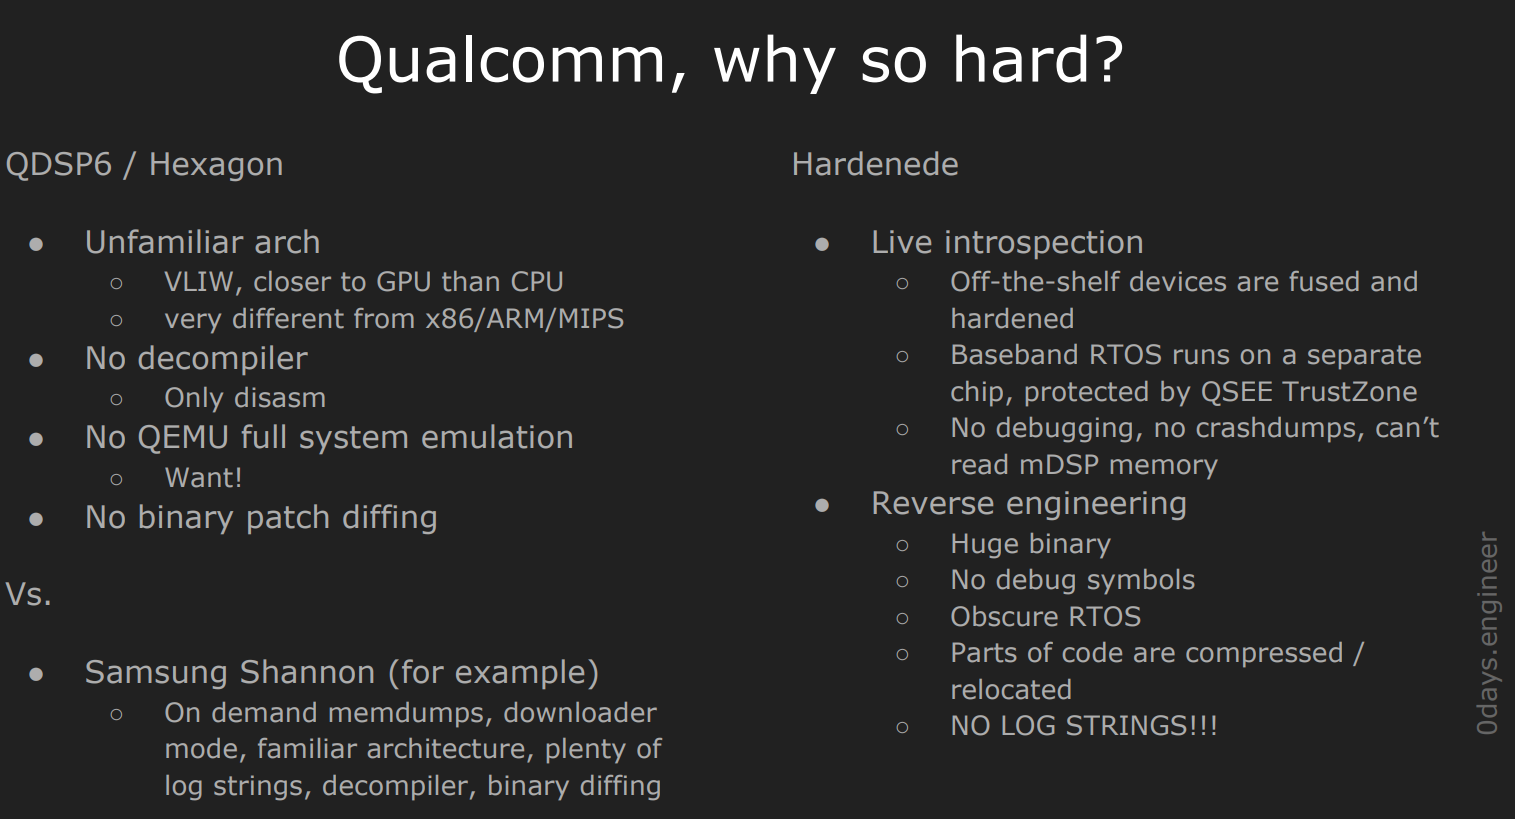 Qualcomm, why so hard?
QDSP6 / Hexagon
● Unfamiliar arch
○ VLIW, closer to GPU than CPU
○ very different from x86/ARM/MIPS
● No decompiler
○ Only disasm
● No QEMU full system emulation
○ Want!
● No binary patch diffing
Vs.
● Samsung Shannon (for example)
○ On demand memdumps, downloader
mode, familiar architecture, plenty of
log strings, decompiler, binary diffing
Hardenede
● Live introspection
○ Off-the-shelf devices are fused and
hardened
○ Baseband RTOS runs on a separate
chip, protected by QSEE TrustZone
○ No debugging, no crashdumps, can’t
read mDSP memory
● Reverse engineering
○ Huge binary
○ No debug symbols
○ Obscure RTOS
○ Parts of code are compressed /
relocated
○ NO LOG STRINGS!!!
0days.engineer